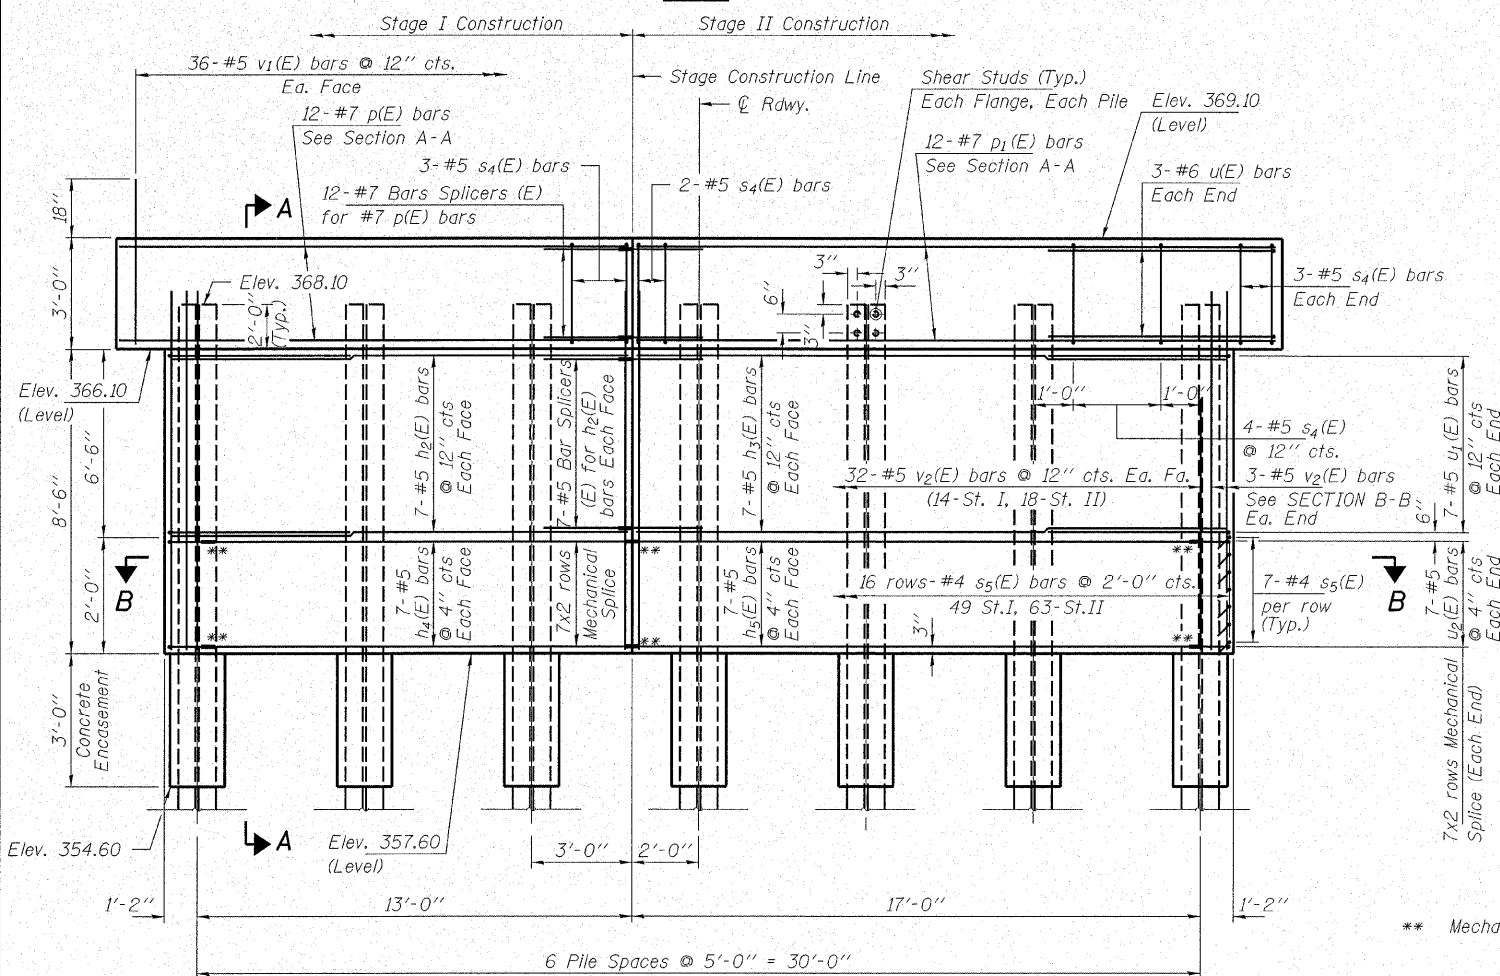 Stage I Construction
Stage II Construction
36-#5 v1(E) bars @ 12" cts.
Ea. Face
Stage Construction Line
℄ Rdwy.
Shear Studs (Typ.)
Each Flange, Each Pile
Elev. 369.10
(Level)
12-#7 p(E) bars
See Section A-A
3-#5 s4(E) bars
12-#7 Bars Splicers (E)
for #7 p(E) bars
2-#5 s4(E) bars
12-#7 p1(E) bars
See Section A-A
3-#6 u(E) bars
Each End
A
18"
3'-0"
Elev. 368.10
2'-0"
(Typ.)
3"
3"
6"
3"
3-#5 s4(E) bars
Each End
Elev. 366.10
(Level)
8'-6"
6'-6"
2'-0"
7-#5 h2(E) bars
@ 12" cts
Each Face
7-#5 Bar Splicers
(E) for h2(E)
bars Each Face
7-#5 h3(E) bars
@ 12" cts
Each Face
1'-0"
1'-0"
4-#5 s4(E)
@ 12" cts.
32-#5 v2(E) bars @ 12" cts. Ea. Fa.
(14-St. I, 18-St. II)
3-#5 v2(E) bars
See SECTION B-B
Ea. End
7-#5 u1(E) bars
@ 12" cts
Each End
6"
B
**
**
7-#5
h4(E) bars
@ 4" cts
Each Face
7x2 rows
Mechanical
Splice
**
**
7-#5
h5(E) bars
@ 4" cts
Each Face
16 rows-#4 s5(E) bars @ 2'-0" cts.
49 St.I, 63-St.II
3"
**
**
7-#4 s5(E)
per row
(Typ.)
B
7-#5
u2(E) bars
@ 4" cts
Each End
7x2 rows Mechanical
Splice (Each End)
3'-0"
Concrete
Encasement
Elev. 354.60
A
Elev. 357.60
(Level)
3'-0"
2'-0"
1'-2"
13'-0"
17'-0"
1'-2"
** Mecha
6 Pile Spaces @ 5'-0" = 30'-0"